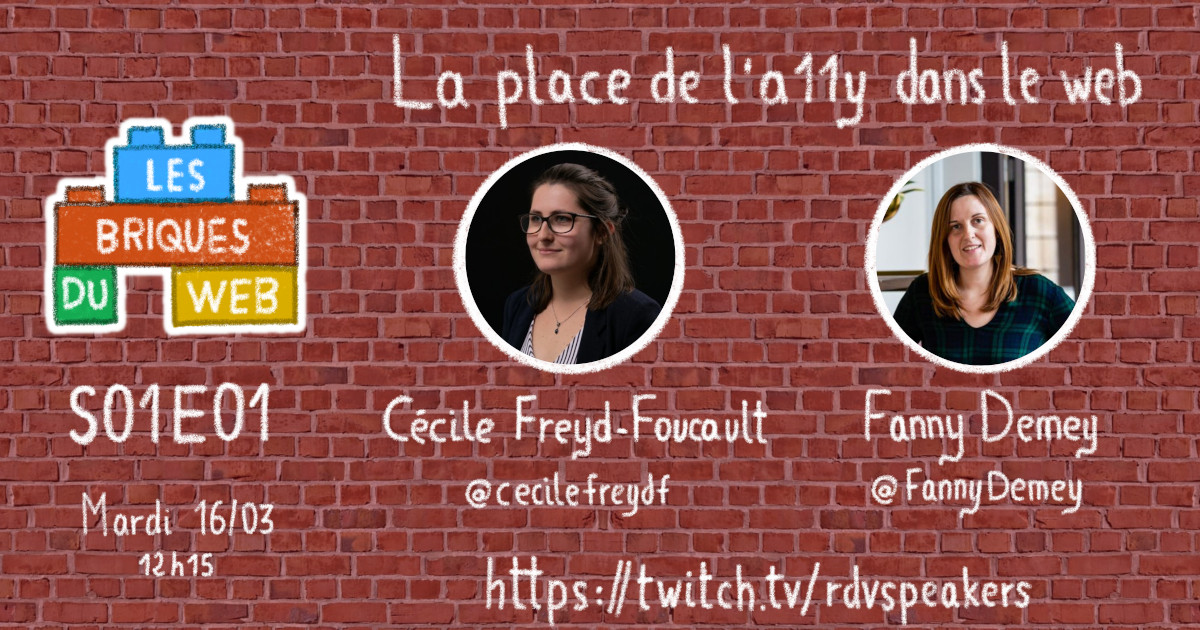 La place de l'a11y dans le web
LES
BRIQUES
DU WEB
S01E01
Mardi 16/03
12h15
Cécile Freyd-Foucault
@cecilefreydf
Fanny Demey
@FannyDemey
https://twitch.tv/rdvspeakers